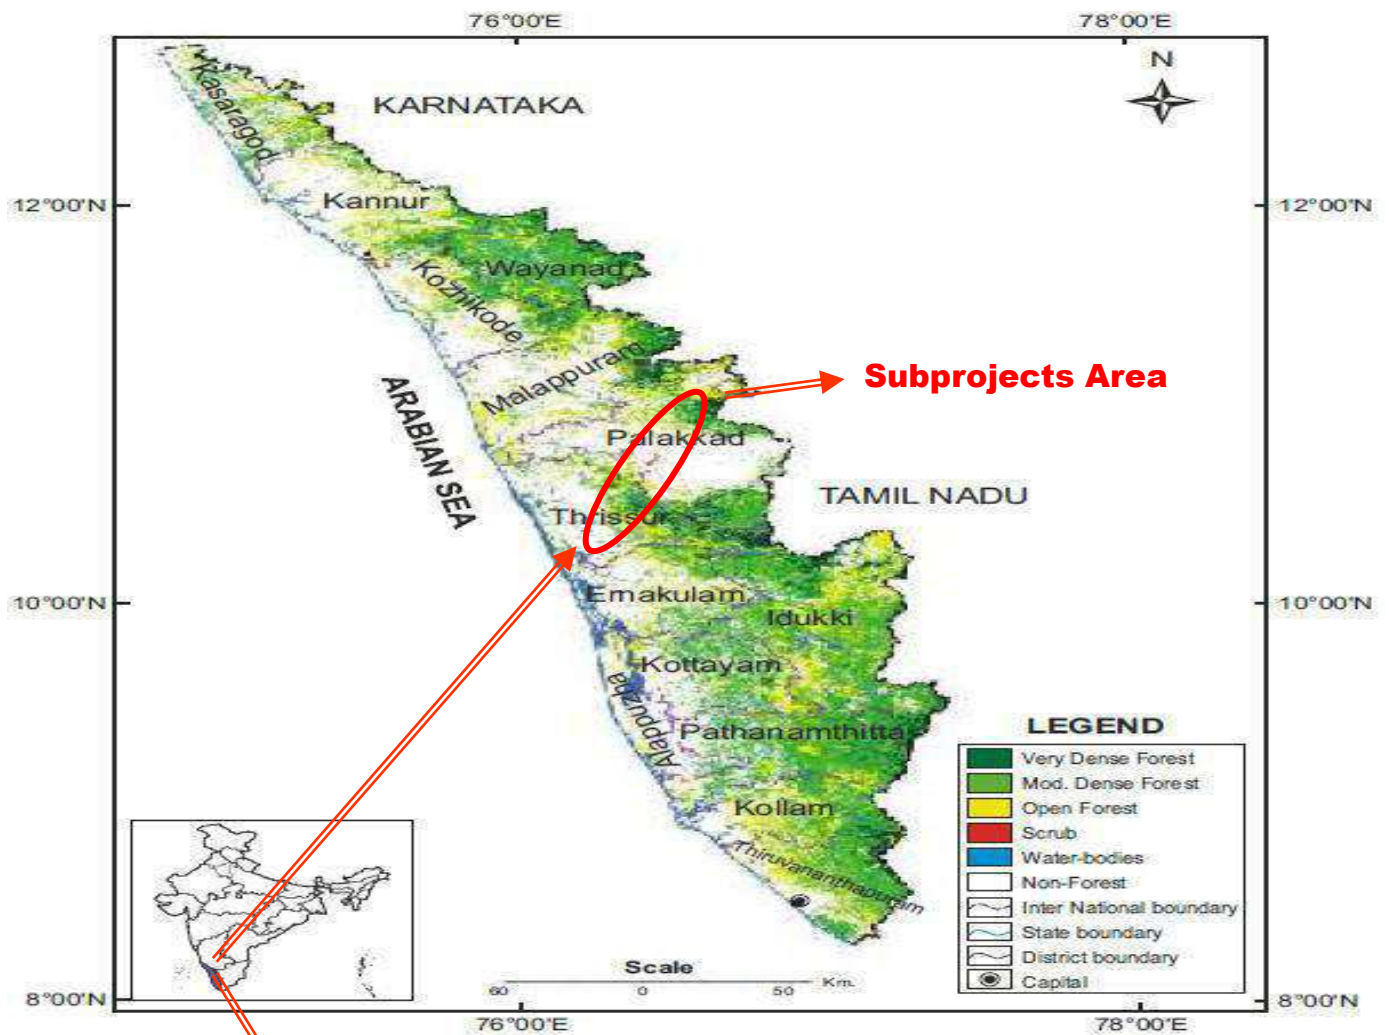 76°00'E 78°00'E
N
KARNATAKA
Kasaragod
12°00'N 12°00'N
Kannur
Wayanad
Kozhikode
Malappuram
Subprojects Area
ARABIAN SEA
Palakkad
TAMIL NADU
Thrissur
10°00'N 10°00'N
Ernakulam
Idukki
Kottayam
Alappuzha
Pathanamthitta
Kollam
Thiruvananthapuram
LEGEND
Very Dense Forest
Mod. Dense Forest
Open Forest
Scrub
Water-bodies
Non-Forest
Inter National boundary
State boundary
District boundary
Capital
Scale
60 0 50 Km.
8°00'N 8°00'N
76°00'E 78°00'E